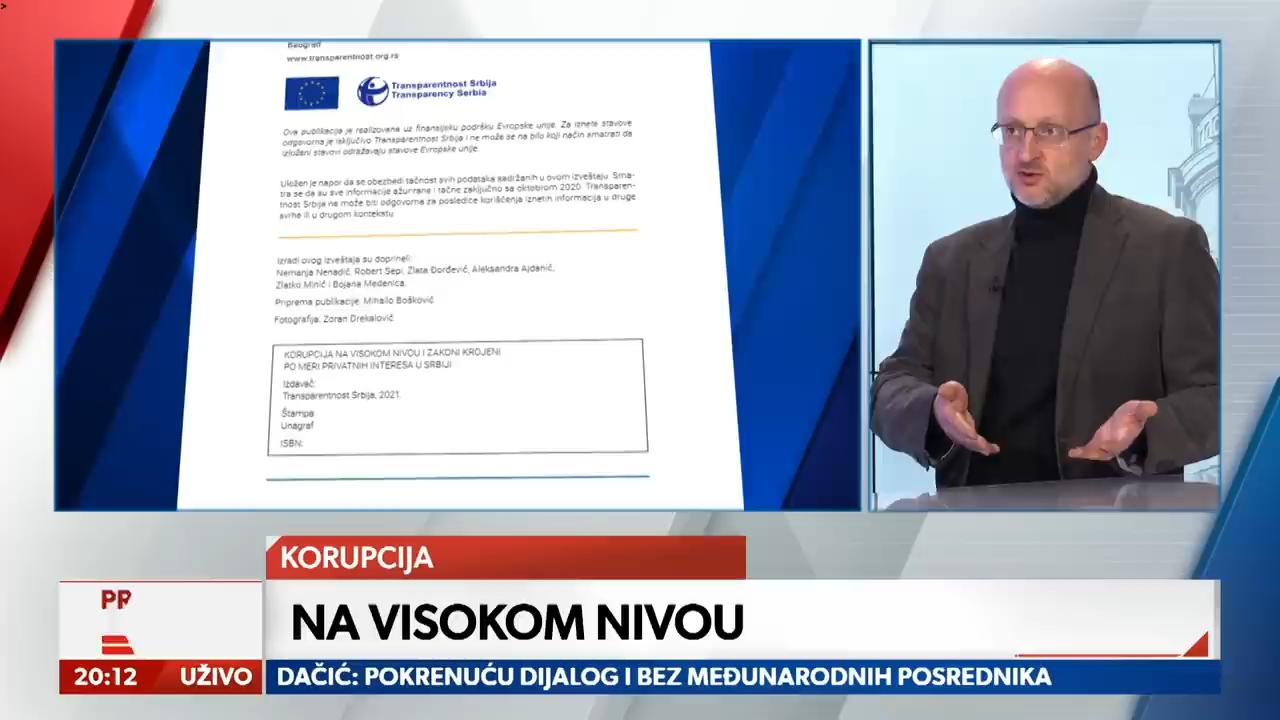 >
Beograd
www.transparentnost.org.rs
Transparentnost Srbija
Transparency Serbia
Ova publikacija je realizovana uz finansijsku podršku Evropske unije. Za iznete stavove
odgovorna je isključivo Transparentnost Srbija i ne može se na bilo koji način smatrati da
izloženi stavovi odražavaju stavove Evropske unije.
Uložen je napor da se obezbedi tačnost svih podataka sadržanih u ovom izveštaju. Sma-
tra se da su sve informacije ažurirane i tačne zaključno sa oktobrom 2020. Transparen-
tnost Srbija ne može biti odgovorna za posledice korišćenja iznetih informacija u druge
svrhe ili u drugom kontekstu.
Izradi ovog izveštaja su doprineli:
Nemanja Nenadić, Robert Sepi, Zlata Đorđević, Aleksandra Ajdanić,
Zlatko Minić i Bojana Medenica.
Priprema publikacije: Mihailo Bošković
Fotografija: Zoran Drekalović
KORUPCIJA NA VISOKOM NIVOU I ZAKONI KROJENI
PO MERI PRIVATNIH INTERESA U SRBIJI
Izdavač:
Transparentnost Srbija, 2021.
Štampa:
Unagraf
ISBN:
KORUPCIJA
PR
NA VISOKOM NIVOU
20:12 UŽIVO
DAČIĆ: POKRENUĆU DIJALOG I BEZ MEĐUNARODNIH POSREDNIKA